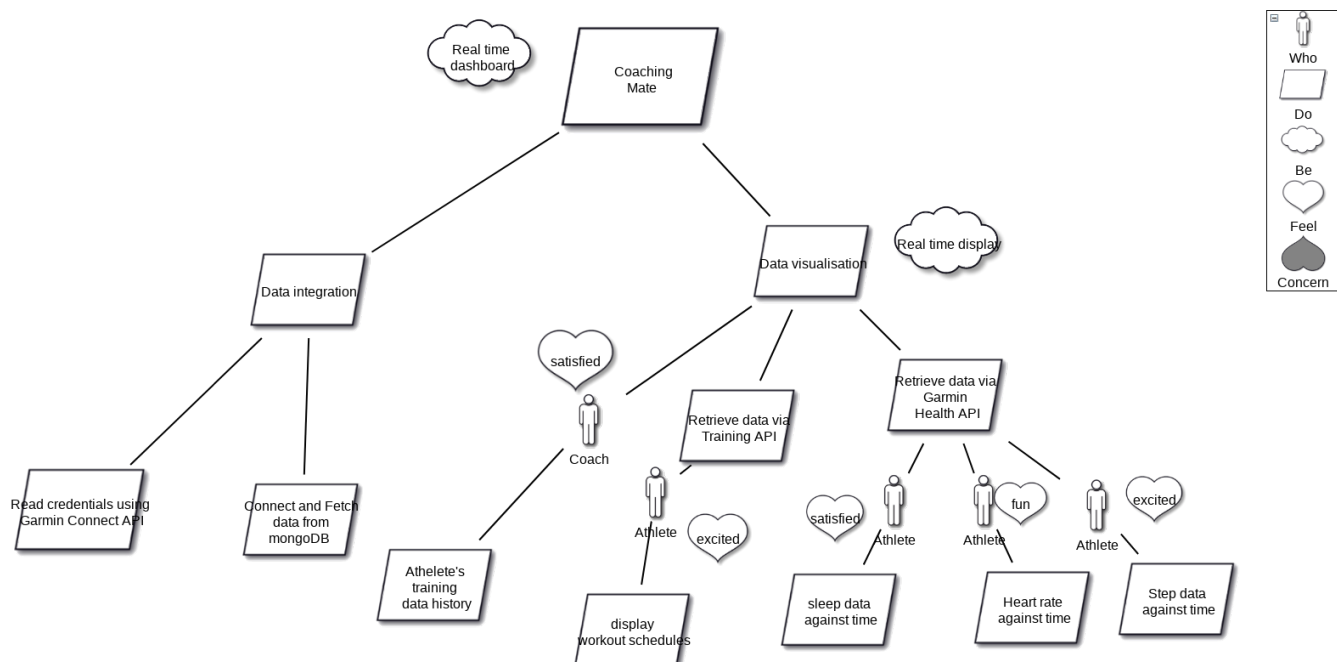 Real time
dashboard
Coaching
Mate
Who
Do
Be
Feel
Concern
Data integration
Data visualisation
Real time display
satisfied
Coach
Retrieve data via
Training API
Retrieve data via
Garmin
Health API
Read credentials using
Garmin Connect API
Connect and Fetch
data from
mongoDB
Athelete's
training
data history
Athlete
excited
display
workout schedules
satisfied
Athlete
sleep data
against time
fun
Athlete
Heart rate
against time
excited
Athlete
Step data
against time